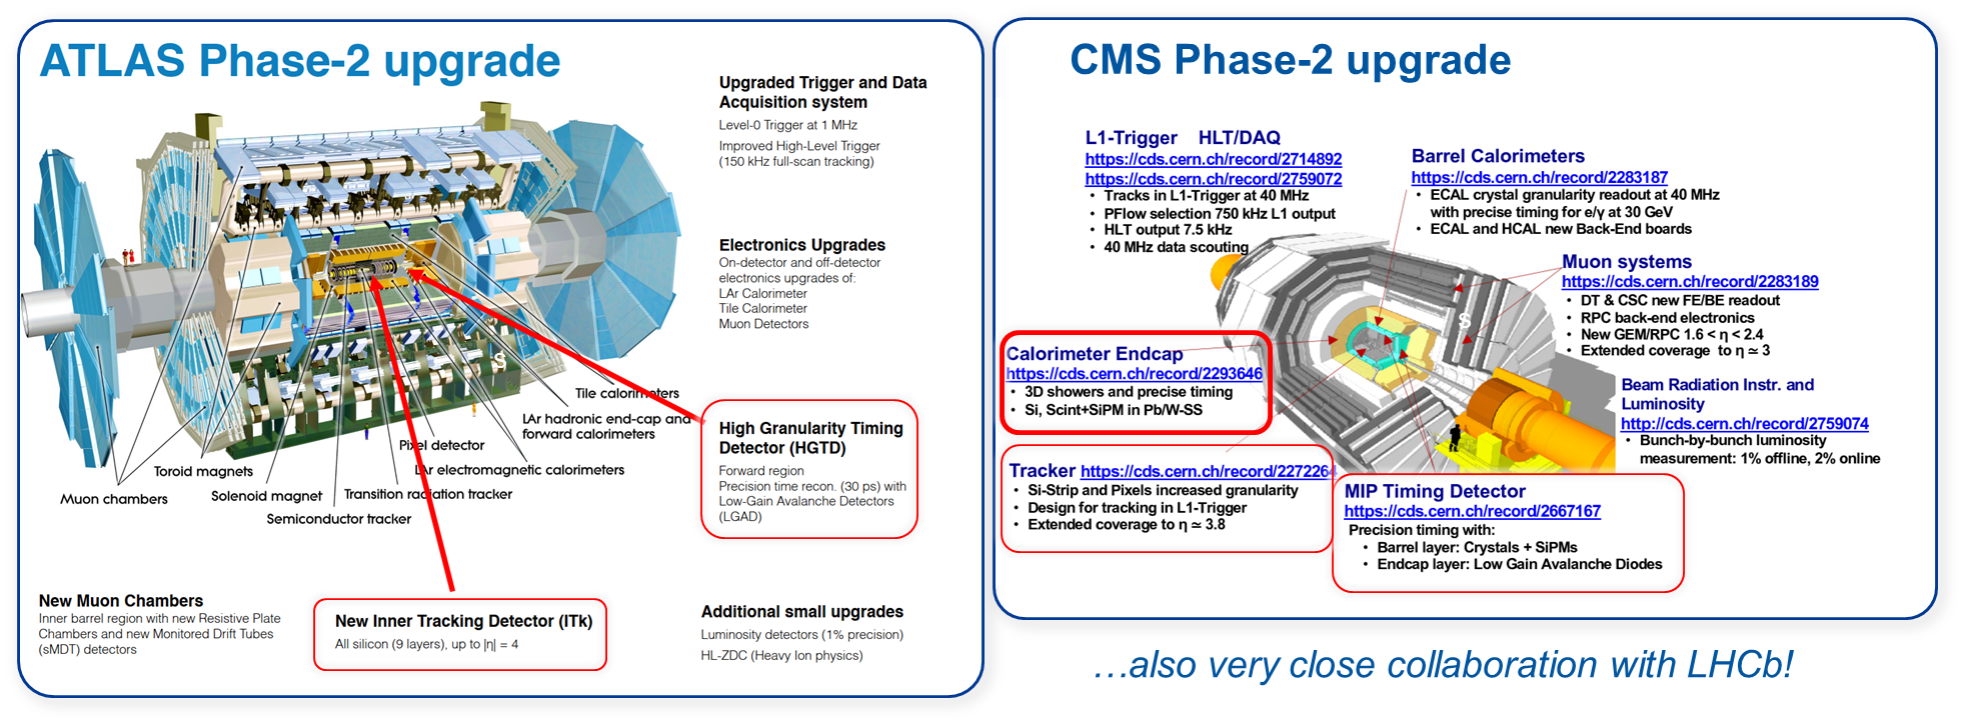 ATLAS Phase-2 upgrade
Upgraded Trigger and Data
Acquisition system
Level-0 Trigger at 1 MHz
Improved High-Level Trigger
(150 kHz full-scan tracking)
Electronics Upgrades
On-detector and off-detector
electronics upgrades of:
LAr Calorimeter
Tile Calorimeter
Muon Detectors
S
Tile calorimeters
LAr hadronic end-cap and
forward calorimeters
Pixel detector
LAr electromagnetic calorimeters
Toroid magnets
Muon chambers
Solenoid magnet
Transition radiation tracker
Semiconductor tracker
High Granularity Timing
Detector (HGTD)
Forward region
Precision time recon. (30 ps) with
Low-Gain Avalanche Detectors
(LGAD)
New Muon Chambers
Inner barrel region with new Resistive Plate
Chambers and new Monitored Drift Tubes
(sMDT) detectors
New Inner Tracking Detector (ITk)
All silicon (9 layers), up to |η| = 4
Additional small upgrades
Luminosity detectors (1% precision)
HL-ZDC (Heavy Ion physics)
CMS Phase-2 upgrade
L1-Trigger HLT/DAQ
https://cds.cern.ch/record/2714892
https://cds.cern.ch/record/2759072
• Tracks in L1-Trigger at 40 MHz
• PFlow selection 750 kHz L1 output
• HLT output 7.5 kHz
• 40 MHz data scouting
Barrel Calorimeters
https://cds.cern.ch/record/2283187
• ECAL crystal granularity readout at 40 MHz
with precise timing for e/γ at 30 GeV
• ECAL and HCAL new Back-End boards
Muon systems
https://cds.cern.ch/record/2283189
• DT & CSC new FE/BE readout
• RPC back-end electronics
• New GEM/RPC 1.6 < η < 2.4
• Extended coverage to η ≃ 3
S
Calorimeter Endcap
https://cds.cern.ch/record/2293646
• 3D showers and precise timing
• Si, Scint+SiPM in Pb/W-SS
Beam Radiation Instr. and
Luminosity
http://cds.cern.ch/record/2759074
• Bunch-by-bunch luminosity
measurement: 1% offline, 2% online
Tracker https://cds.cern.ch/record/2272264
• Si-Strip and Pixels increased granularity
• Design for tracking in L1-Trigger
• Extended coverage to η ≃ 3.8
MIP Timing Detector
https://cds.cern.ch/record/2667167
Precision timing with:
• Barrel layer: Crystals + SiPMs
• Endcap layer: Low Gain Avalanche Diodes
…also very close collaboration with LHCb!